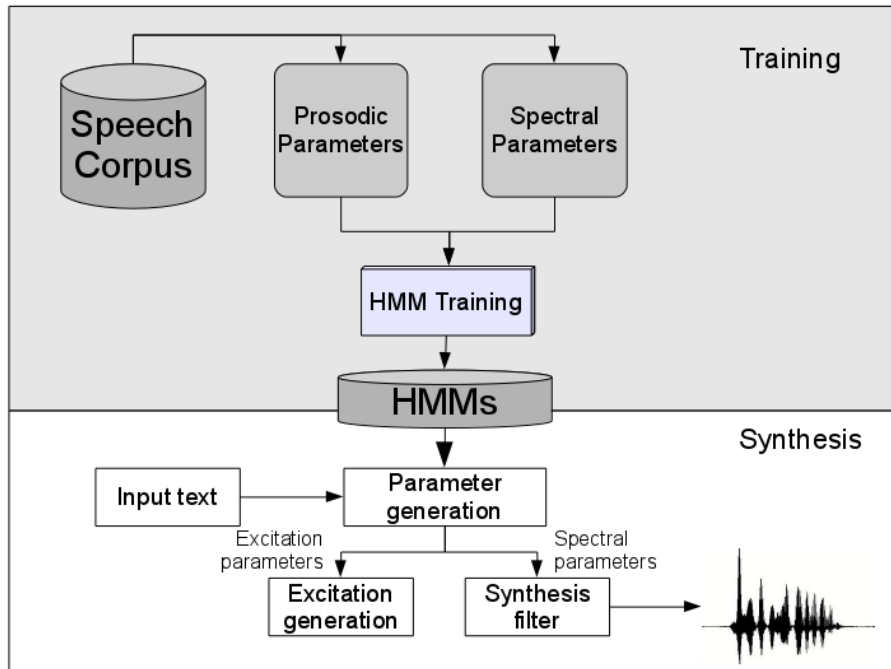 Training
Speech
Corpus
Prosodic
Parameters
Spectral
Parameters
HMM Training
HMMs
Synthesis
Input text
Parameter
generation
Excitation
parameters
Spectral
parameters
Excitation
generation
Synthesis
filter